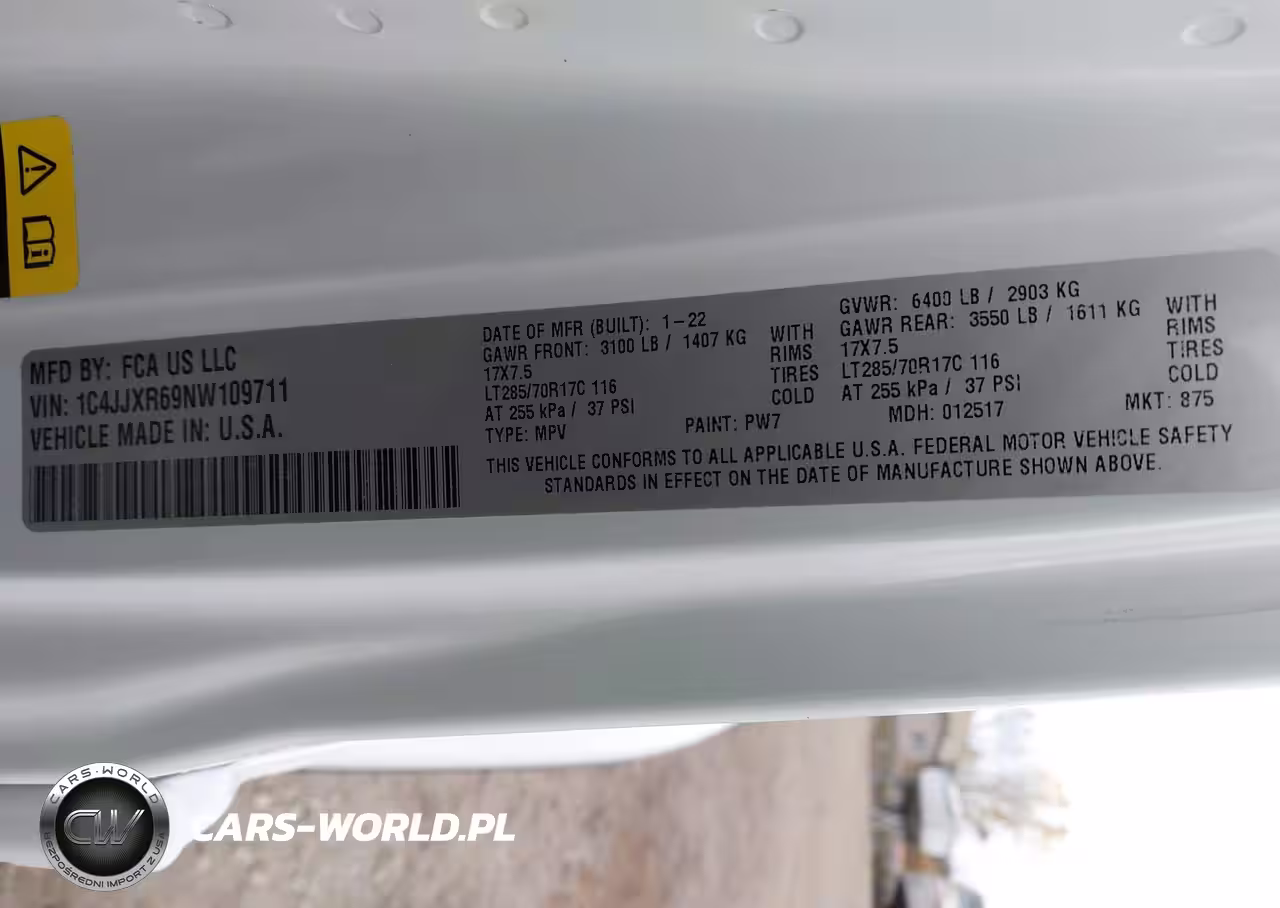 MFD BY: FCA US LLC
VIN: 1C4JJXR69NW109711
VEHICLE MADE IN: U.S.A.
DATE OF MFR (BUILT): 1-22
GAWR FRONT: 3100 LB / 1407 KG WITH
17X7.5 RIMS
LT285/70R17C 116 TIRES
AT 255 kPa / 37 PSI COLD
TYPE: MPV PAINT: PW7
GVWR: 6400 LB / 2903 KG
GAWR REAR: 3550 LB / 1611 KG WITH
17X7.5 RIMS
LT285/70R17C 116 TIRES
AT 255 kPa / 37 PSI COLD
MDH: 012517 MKT: 875
THIS VEHICLE CONFORMS TO ALL APPLICABLE U.S.A. FEDERAL MOTOR VEHICLE SAFETY
STANDARDS IN EFFECT ON THE DATE OF MANUFACTURE SHOWN ABOVE.
CARS-WORLD
CW
BEZPOŚREDNI IMPORT Z USA
CARS-WORLD.PL